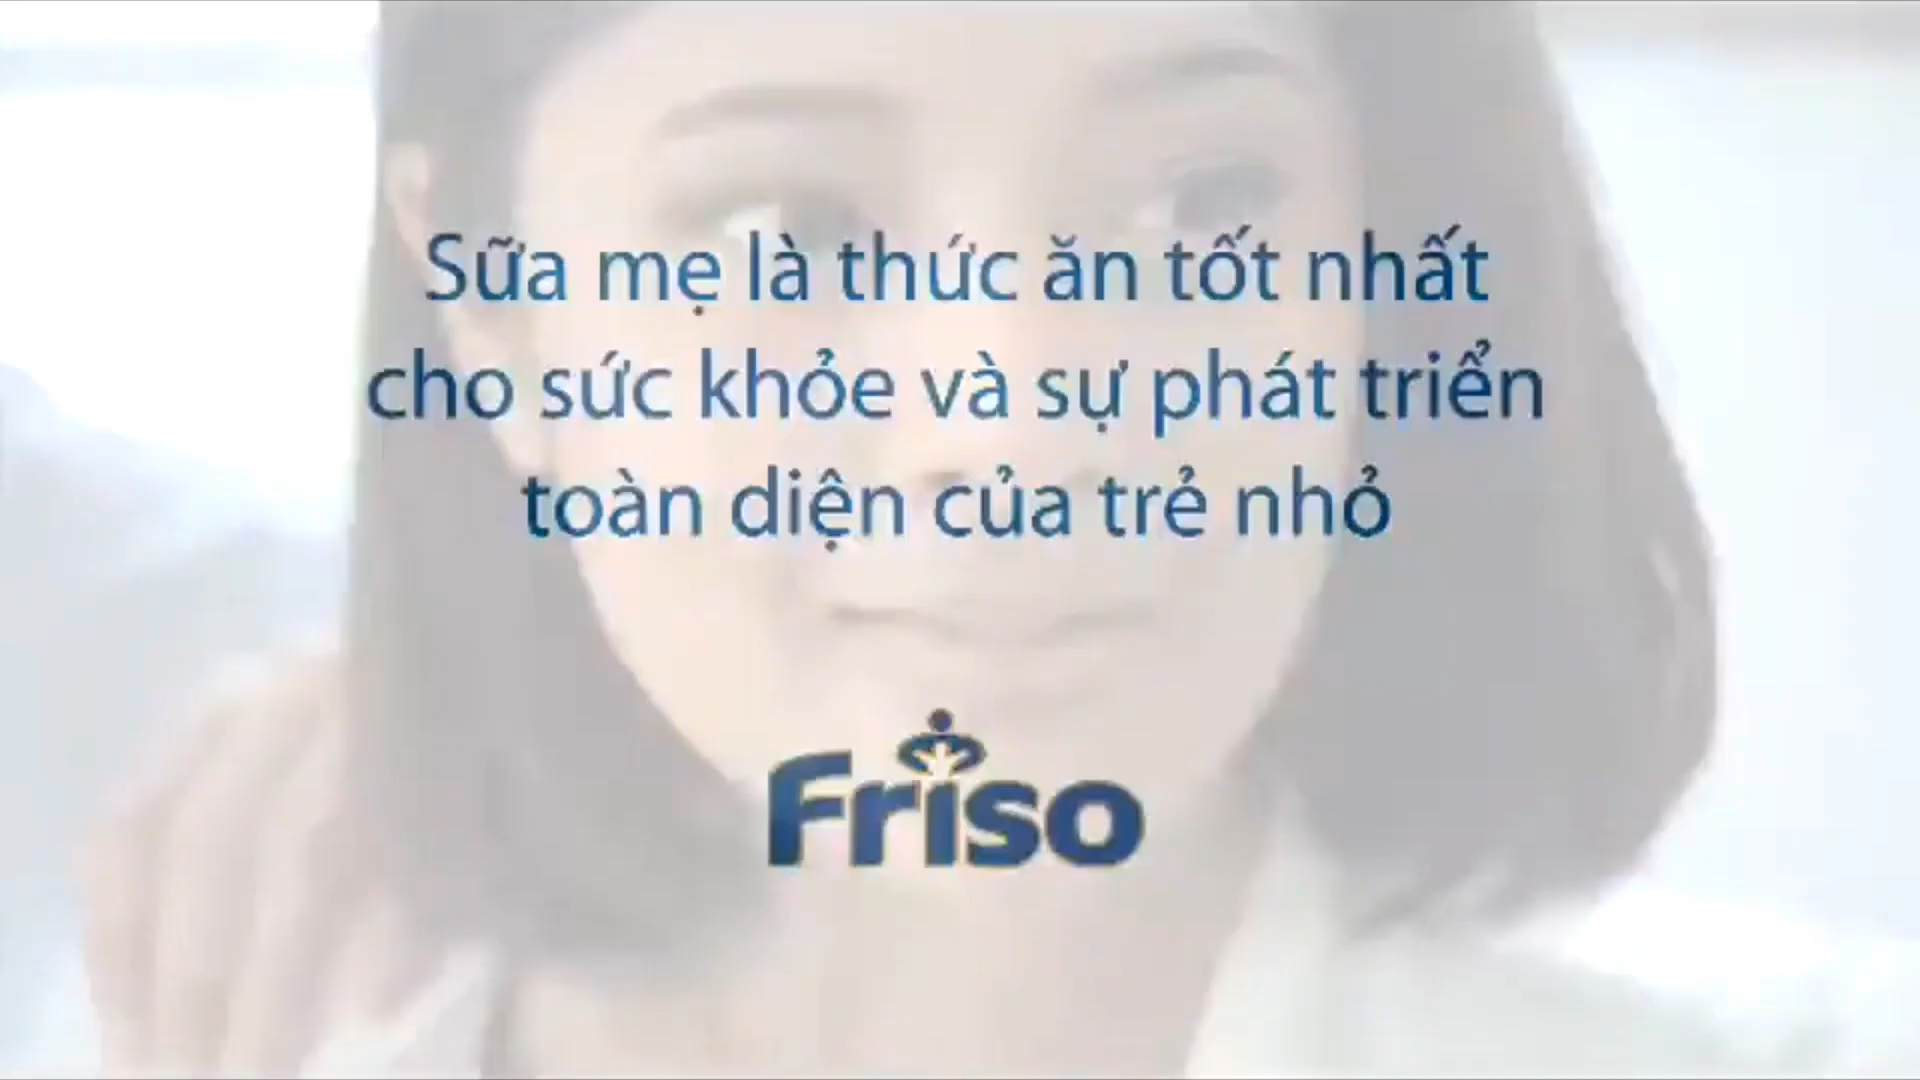 Sữa mẹ là thức ăn tốt nhất
cho sức khỏe và sự phát triển
toàn diện của trẻ nhỏ
Friso